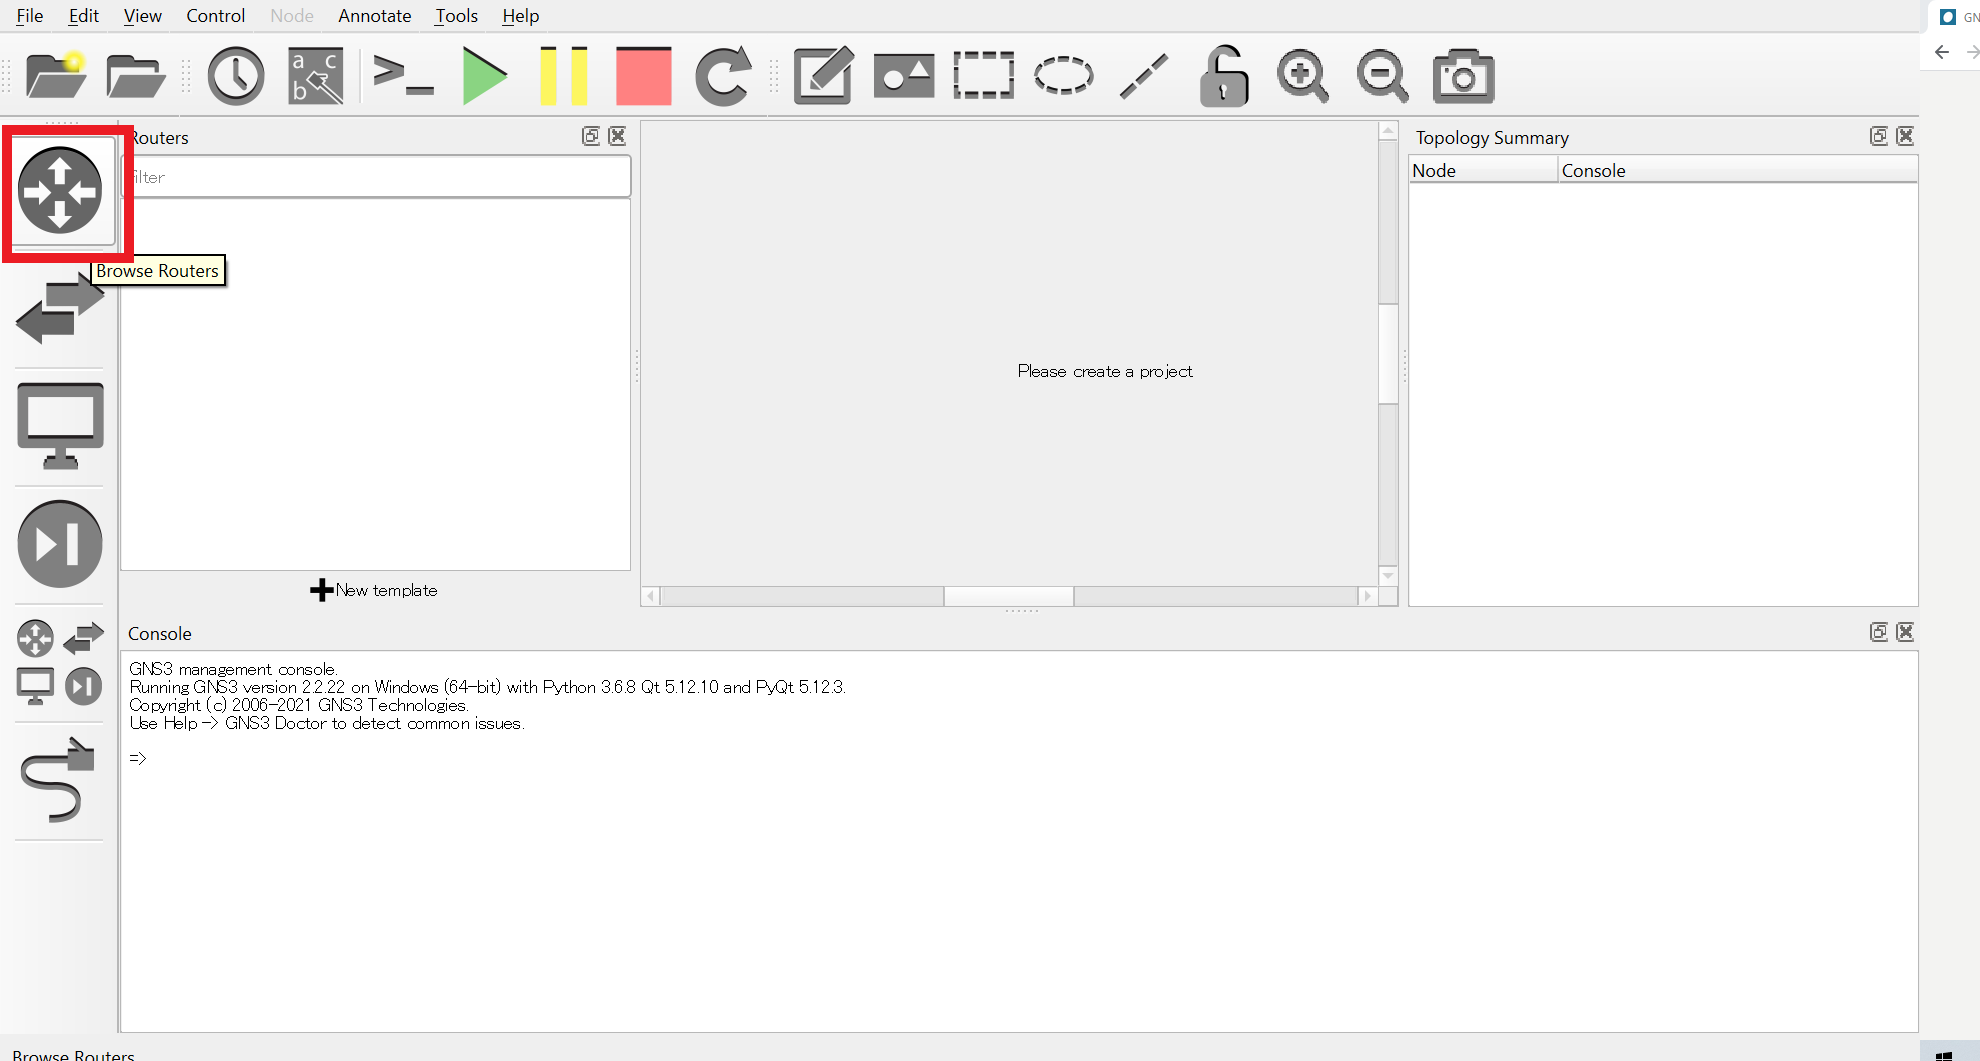 File Edit View Control Node Annotate Tools Help
GN
a c
b
Routers
Topology Summary
Filter
Node Console
Browse Routers
Please create a project
New template
Console
GNS3 management console.
Running GNS3 version 2.2.22 on Windows (64-bit) with Python 3.6.8 Qt 5.12.10 and PyQt 5.12.3.
Copyright (c) 2006-2021 GNS3 Technologies.
Use Help -> GNS3 Doctor to detect common issues.
=>
Browse Routers